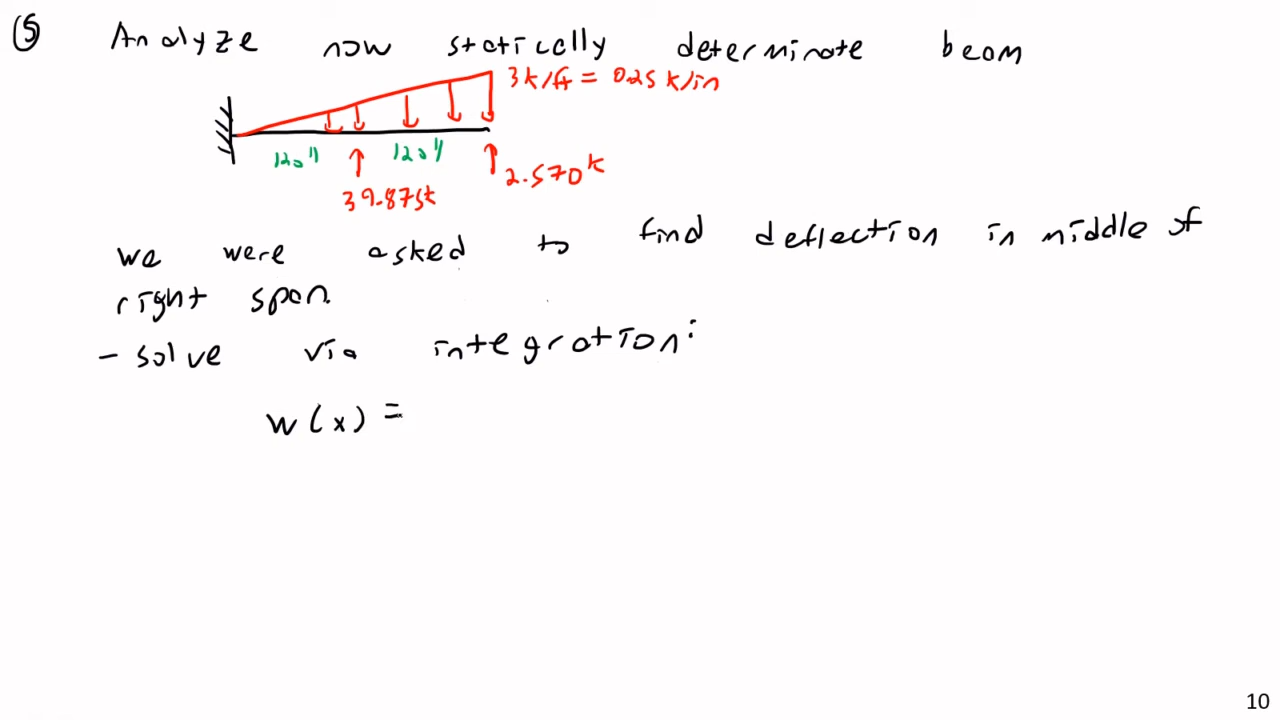 ⑤ Analyze now statically determinate beam
3k/ft = 0.25 k/in
120" 120"
2.570k
39.875k
we were asked to find deflection in middle of
right span.
- solve via integration:
w(x) =
10